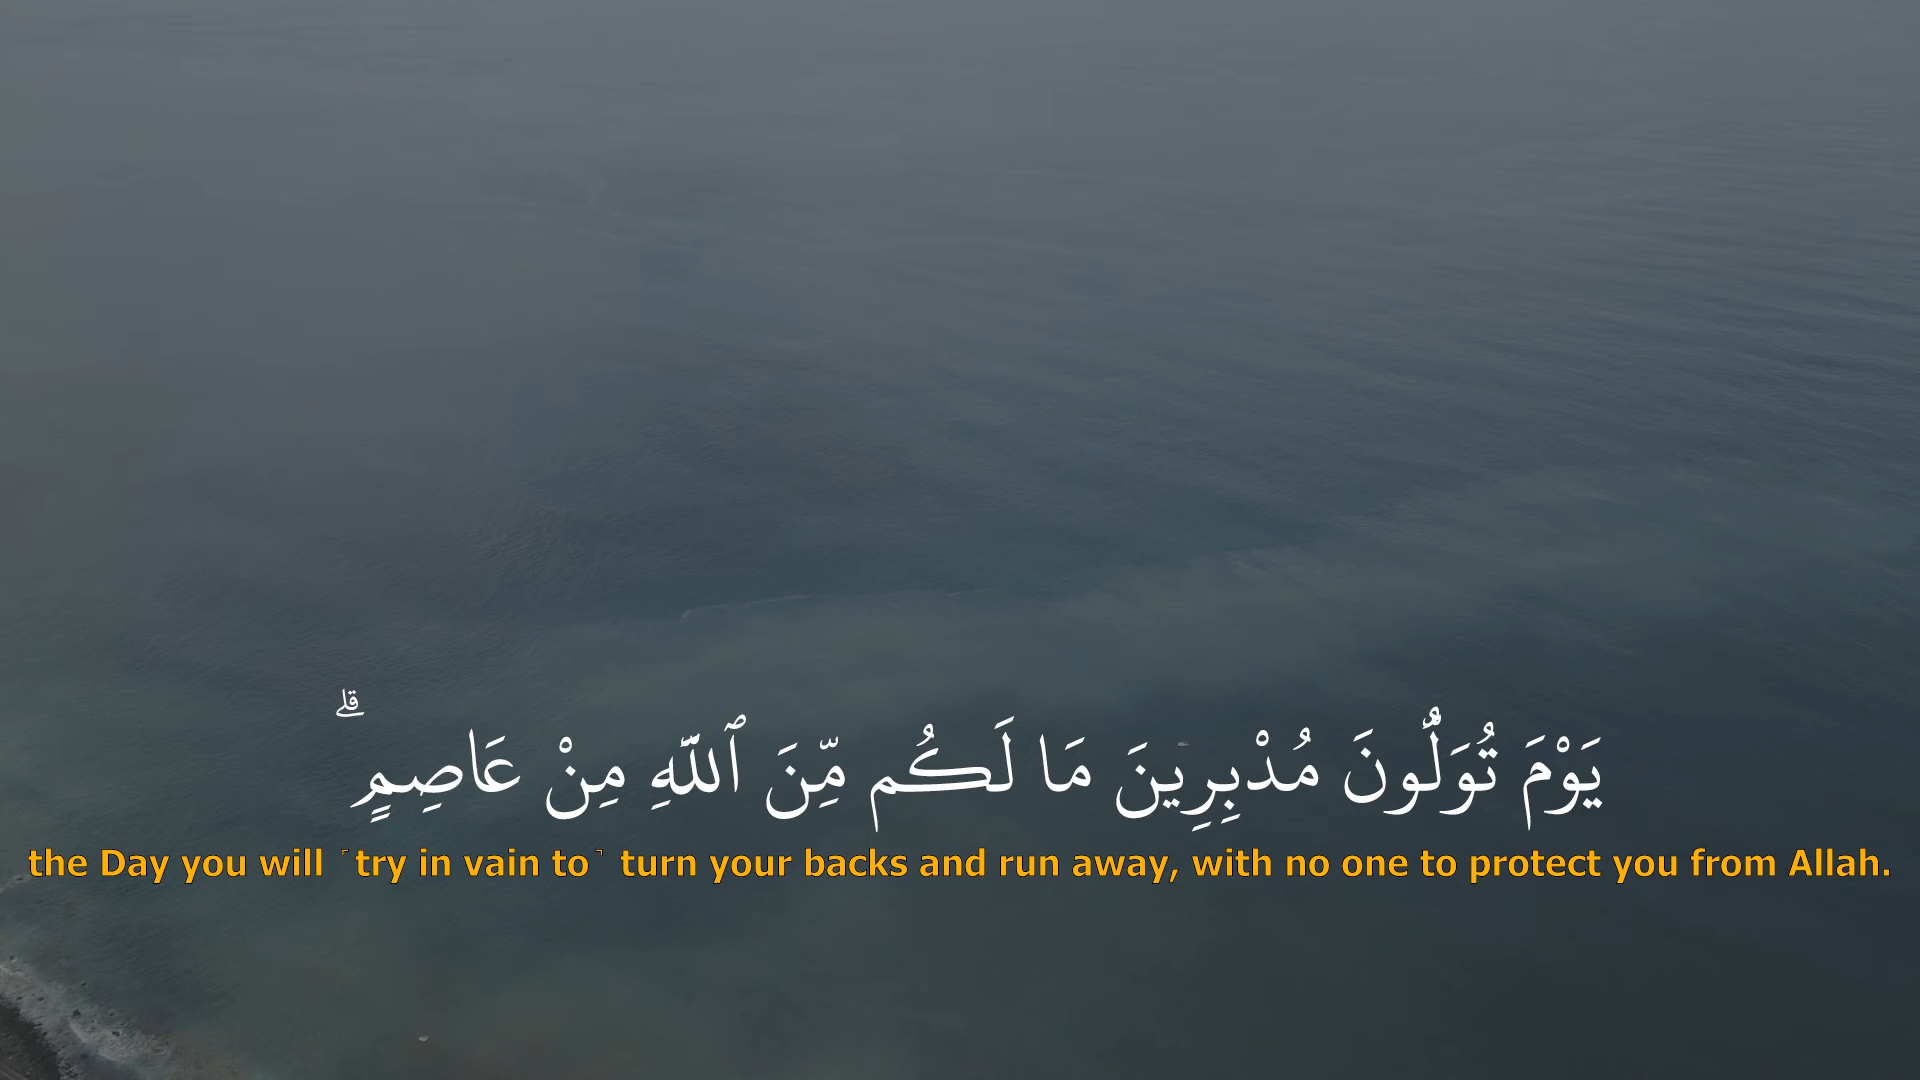 يَوْمَ تُوَلُّونَ مُدْبِرِينَ مَا لَكُم مِّنَ ٱللَّهِ مِنْ عَاصِمٍۢ ۗ
the Day you will ˹try in vain to˺ turn your backs and run away, with no one to protect you from Allah.